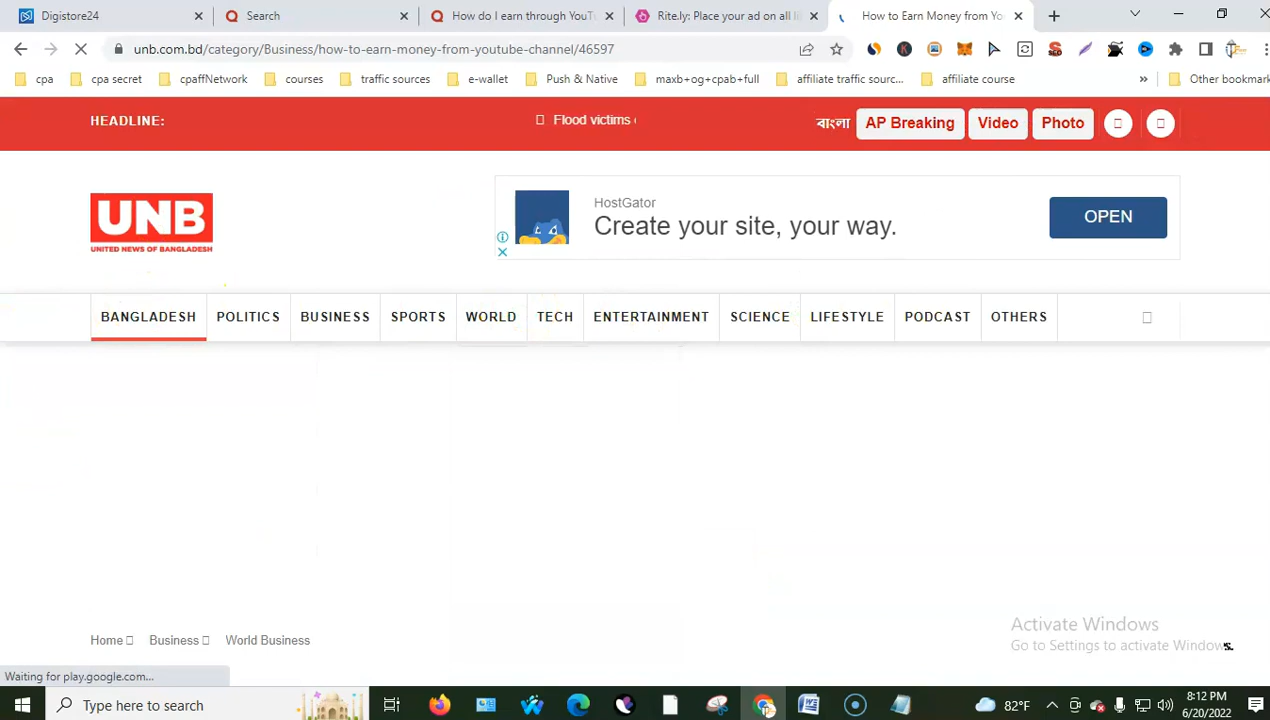 Digistore24
Search
How do I earn through YouTu
Rite.ly: Place your ad on all li
How to Earn Money from Yo
unb.com.bd/category/Business/how-to-earn-money-from-youtube-channel/46597
cpa
cpa secret
cpaffNetwork
courses
traffic sources
e-wallet
Push & Native
maxb+og+cpab+full
affiliate traffic sourc...
affiliate course
»
Other bookmark
HEADLINE:
Flood victims
বাংলা
AP Breaking
Video
Photo
UNB
UNITED NEWS OF BANGLADESH
HostGator
Create your site, your way.
OPEN
BANGLADESH
POLITICS
BUSINESS
SPORTS
WORLD
TECH
ENTERTAINMENT
SCIENCE
LIFESTYLE
PODCAST
OTHERS
Home
Business
World Business
Activate Windows
Go to Settings to activate Windows.
Waiting for play.google.com...
Type here to search
82°F
8:12 PM
6/20/2022